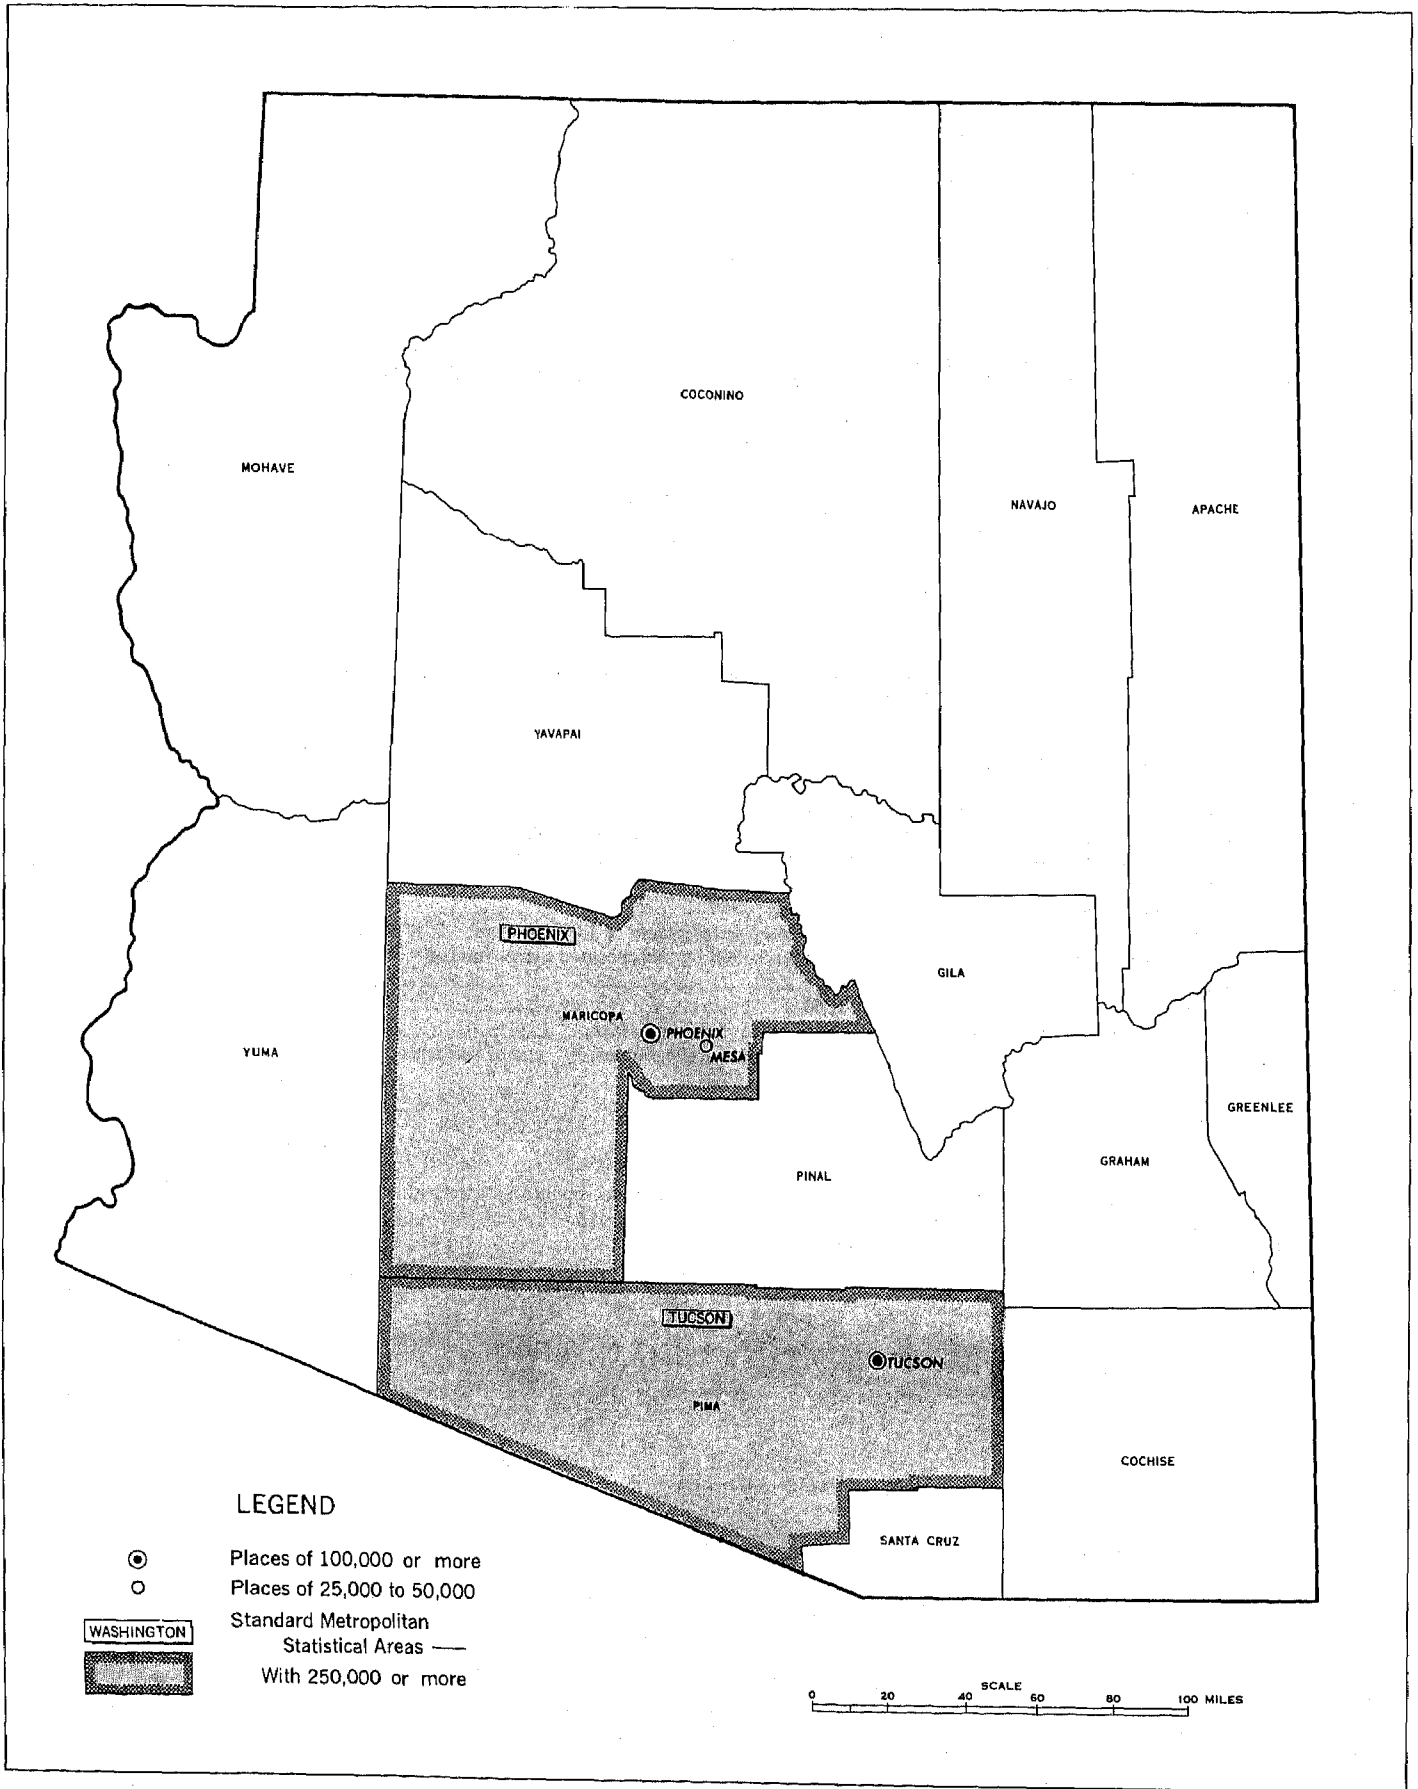 COCONINO
MOHAVE
NAVAJO
APACHE
YAVAPAI
PHOENIX
GILA
MARICOPA
PHOENIX
MESA
YUMA
GREENLEE
GRAHAM
PINAL
TUCSON
TUCSON
PIMA
COCHISE
SANTA CRUZ
LEGEND
Places of 100,000 or more
Places of 25,000 to 50,000
WASHINGTON
Standard Metropolitan
Statistical Areas —
With 250,000 or more
SCALE
0 20 40 60 80 100 MILES